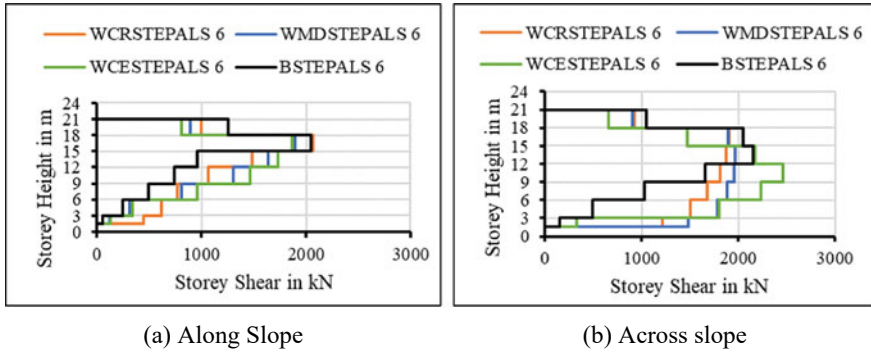 WCRSTEPALS 6 WMDSTEPALS 6
WCESTEPALS 6 BSTEPALS 6
Storey Height in m
24
21
18
15
12
9
6
3
0
0 1000 2000 3000
Storey Shear in kN
(a) Along Slope
WCRSTEPALS 6 WMDSTEPALS 6
WCESTEPALS 6 BSTEPALS 6
Storey Height in m
24
21
18
15
12
9
6
3
0
0 1000 2000 3000
Storey Shear in kN
(b) Across slope